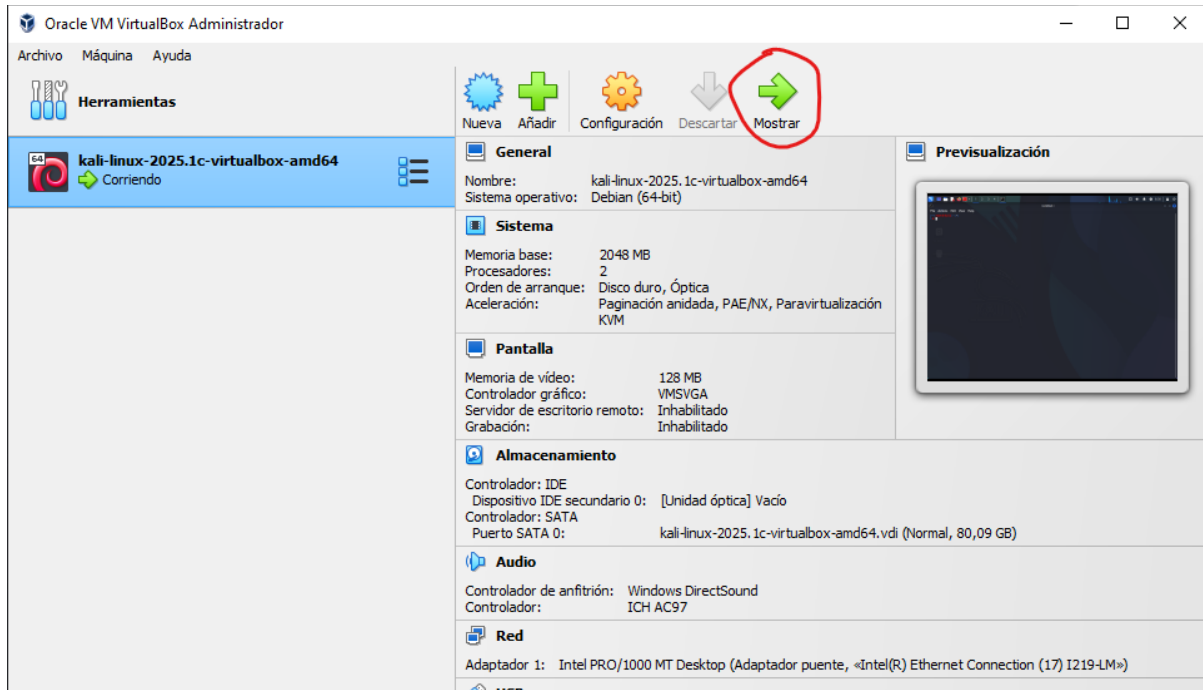 Oracle VM VirtualBox Administrador
Archivo Máquina Ayuda
Herramientas
Nueva Añadir Configuración Descartar Mostrar
64
kali-linux-2025.1c-virtualbox-amd64
Corriendo
General
Nombre: kali-linux-2025.1c-virtualbox-amd64
Sistema operativo: Debian (64-bit)
Previsualización
Sistema
Memoria base: 2048 MB
Procesadores: 2
Orden de arranque: Disco duro, Óptica
Aceleración: Paginación anidada, PAE/NX, Paravirtualización
KVM
Pantalla
Memoria de vídeo: 128 MB
Controlador gráfico: VMSVGA
Servidor de escritorio remoto: Inhabilitado
Grabación: Inhabilitado
Almacenamiento
Controlador: IDE
Dispositivo IDE secundario 0: [Unidad óptica] Vacío
Controlador: SATA
Puerto SATA 0: kali-linux-2025.1c-virtualbox-amd64.vdi (Normal, 80,09 GB)
Audio
Controlador de anfitrión: Windows DirectSound
Controlador: ICH AC97
Red
Adaptador 1: Intel PRO/1000 MT Desktop (Adaptador puente, «Intel(R) Ethernet Connection (17) I219-LM»)